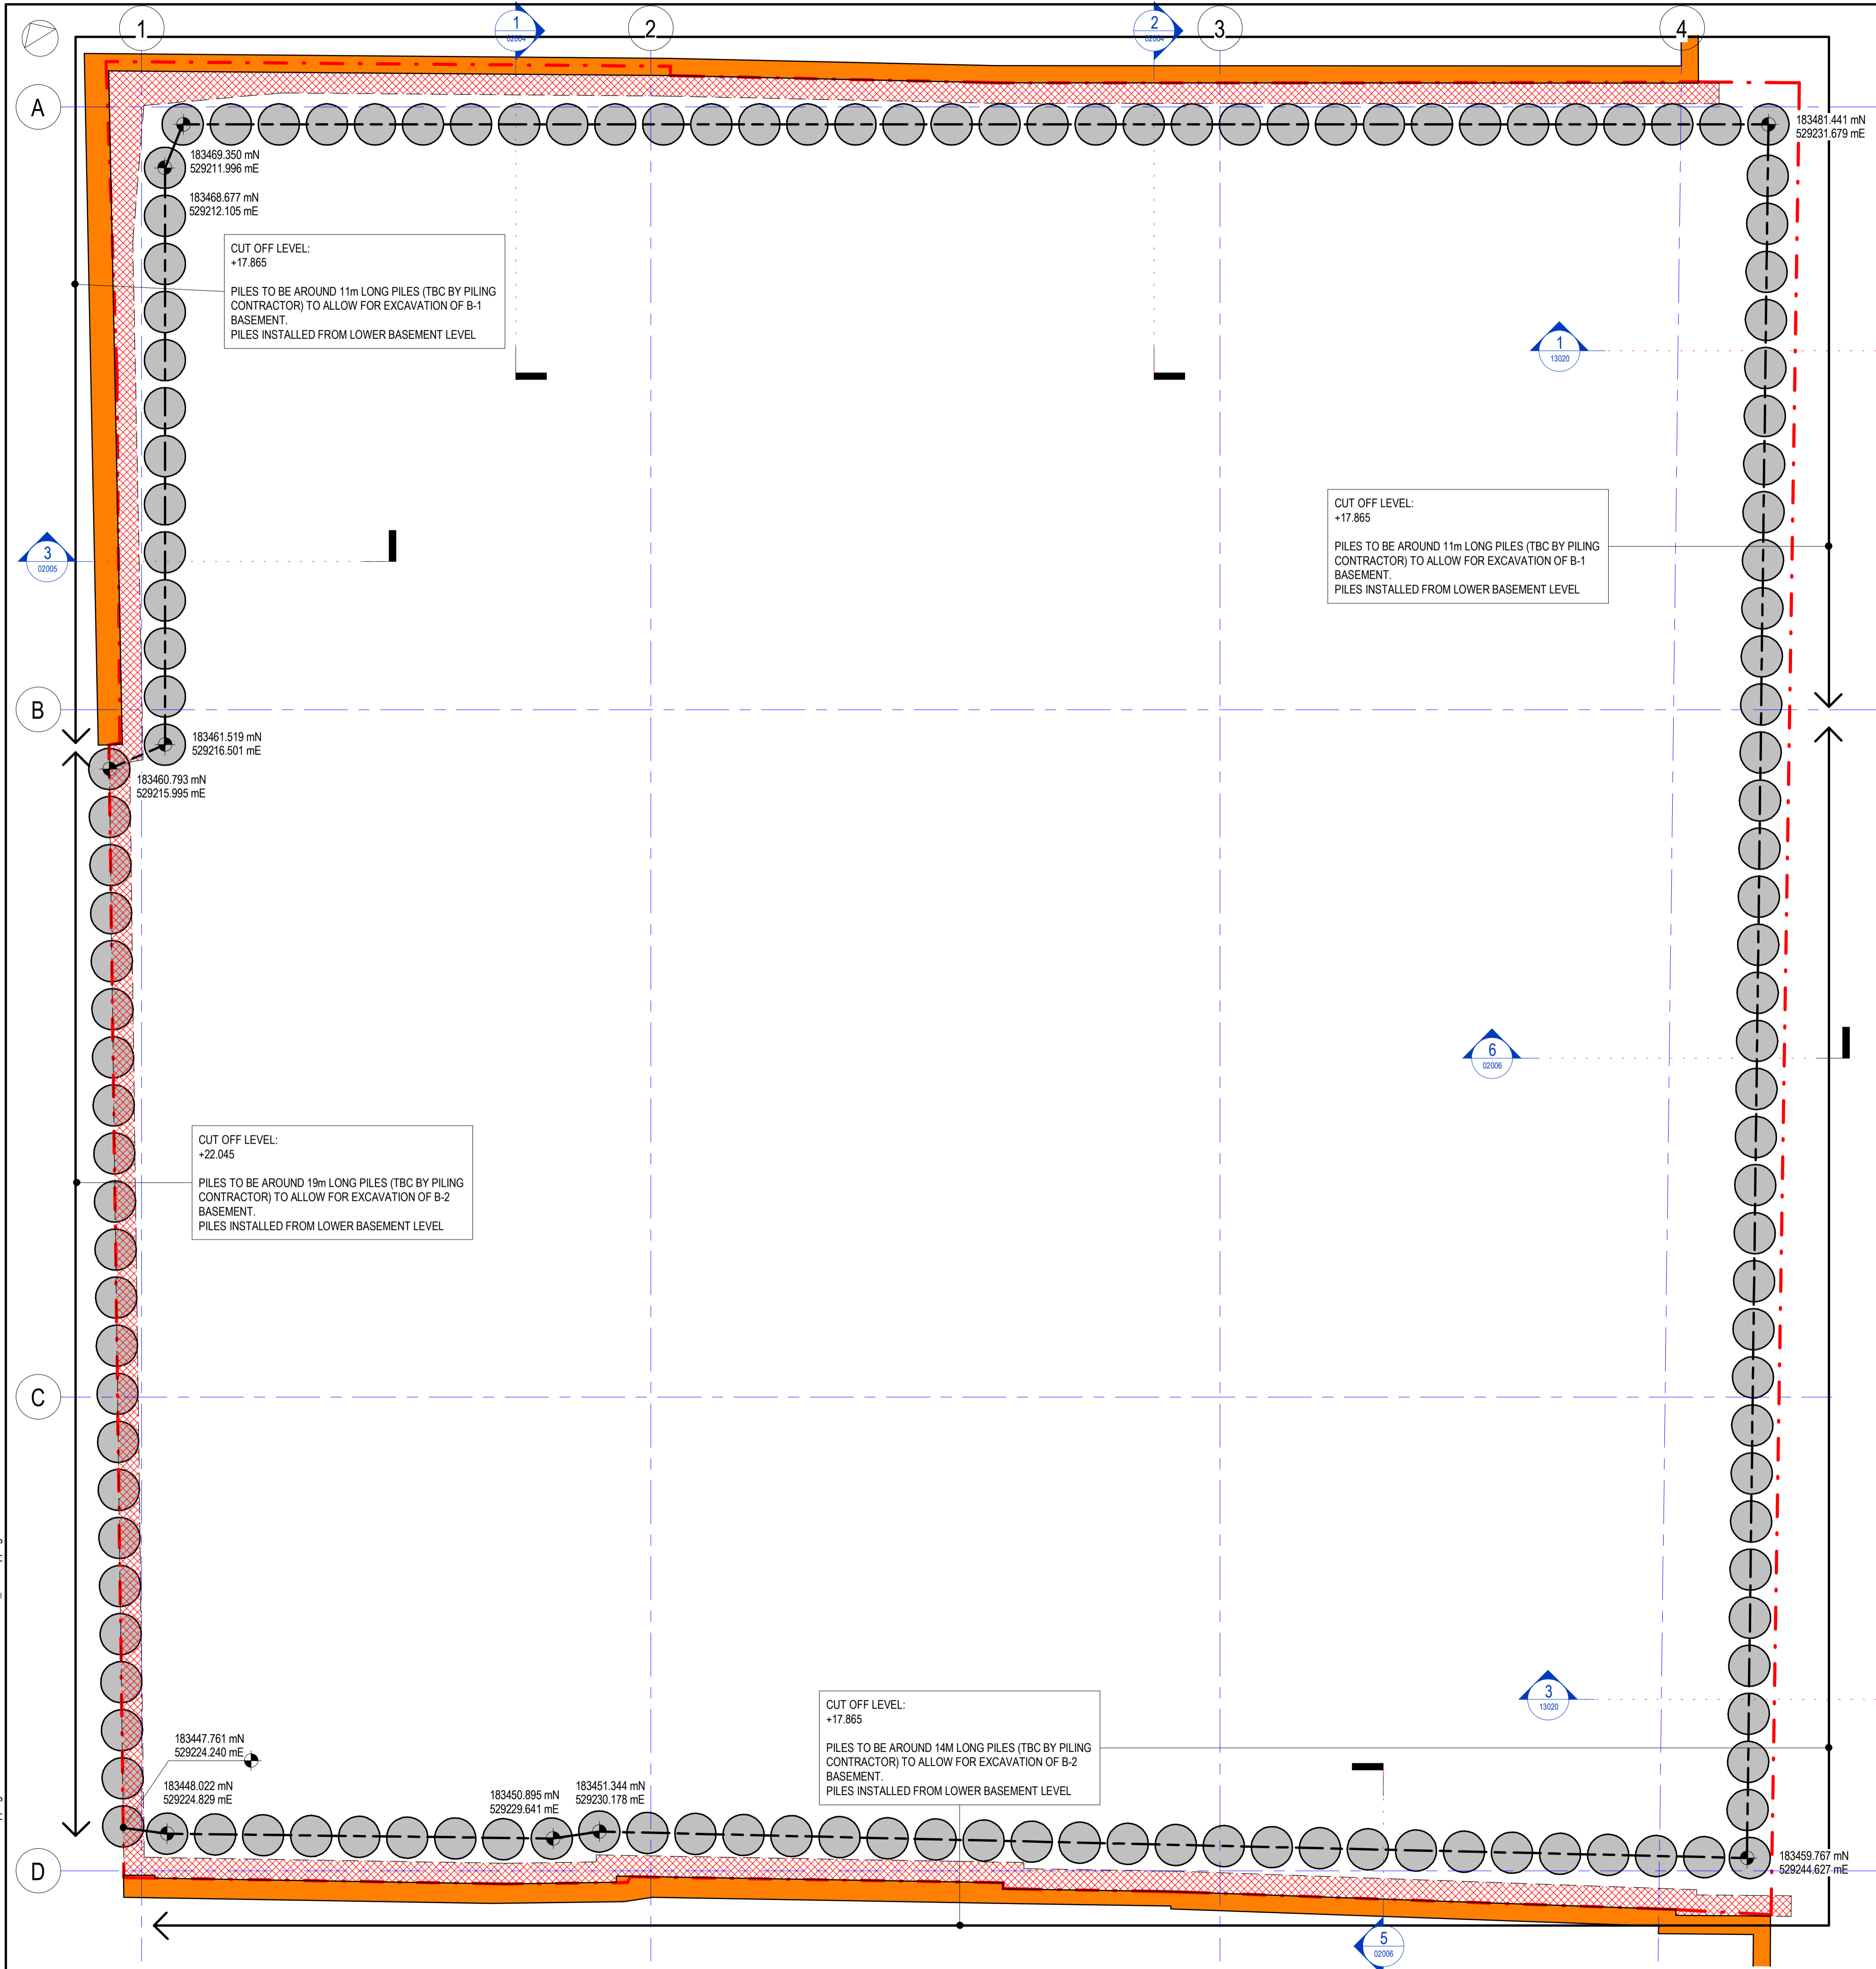 1
1
02004
2
2
02004
3
4
A
183481.441 mN
529231.679 mE
183469.350 mN
529211.996 mE
183468.677 mN
529212.105 mE
CUT OFF LEVEL:
+17.865
PILES TO BE AROUND 11m LONG PILES (TBC BY PILING
CONTRACTOR) TO ALLOW FOR EXCAVATION OF B-1
BASEMENT.
PILES INSTALLED FROM LOWER BASEMENT LEVEL
1
13020
CUT OFF LEVEL:
+17.865
PILES TO BE AROUND 11m LONG PILES (TBC BY PILING
CONTRACTOR) TO ALLOW FOR EXCAVATION OF B-1
BASEMENT.
PILES INSTALLED FROM LOWER BASEMENT LEVEL
3
02005
B
183461.519 mN
529216.501 mE
183460.793 mN
529215.995 mE
6
02006
CUT OFF LEVEL:
+22.045
PILES TO BE AROUND 19m LONG PILES (TBC BY PILING
CONTRACTOR) TO ALLOW FOR EXCAVATION OF B-2
BASEMENT.
PILES INSTALLED FROM LOWER BASEMENT LEVEL
C
3
13020
CUT OFF LEVEL:
+17.865
PILES TO BE AROUND 14M LONG PILES (TBC BY PILING
CONTRACTOR) TO ALLOW FOR EXCAVATION OF B-2
BASEMENT.
PILES INSTALLED FROM LOWER BASEMENT LEVEL
183447.761 mN
529224.240 mE
183448.022 mN
529224.829 mE
183450.895 mN
529229.641 mE
183451.344 mN
529230.178 mE
183459.767 mN
529244.627 mE
D
5
02006